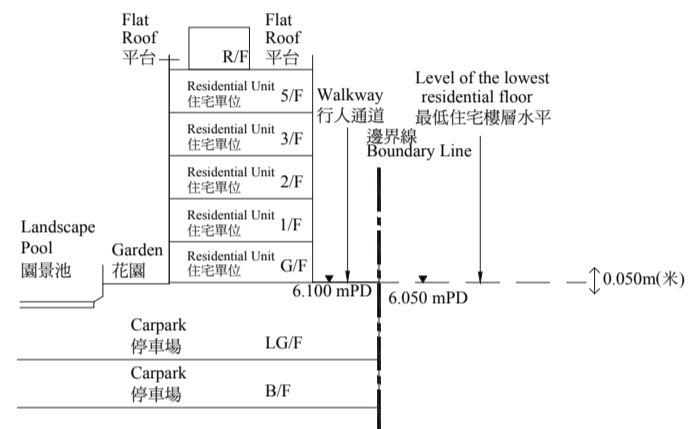 Flat
Roof
平台
Flat
Roof
平台
R/F
Residential Unit
住宅單位
5/F
Walkway
行人通道
Level of the lowest
residential floor
最低住宅樓層水平
Residential Unit
住宅單位
3/F
邊界線
Boundary Line
Residential Unit
住宅單位
2/F
Residential Unit
住宅單位
1/F
Landscape
Pool
園景池
Garden
花園
Residential Unit
住宅單位
G/F
6.100 mPD
6.050 mPD
0.050m(米)
Carpark
停車場
LG/F
Carpark
停車場
B/F